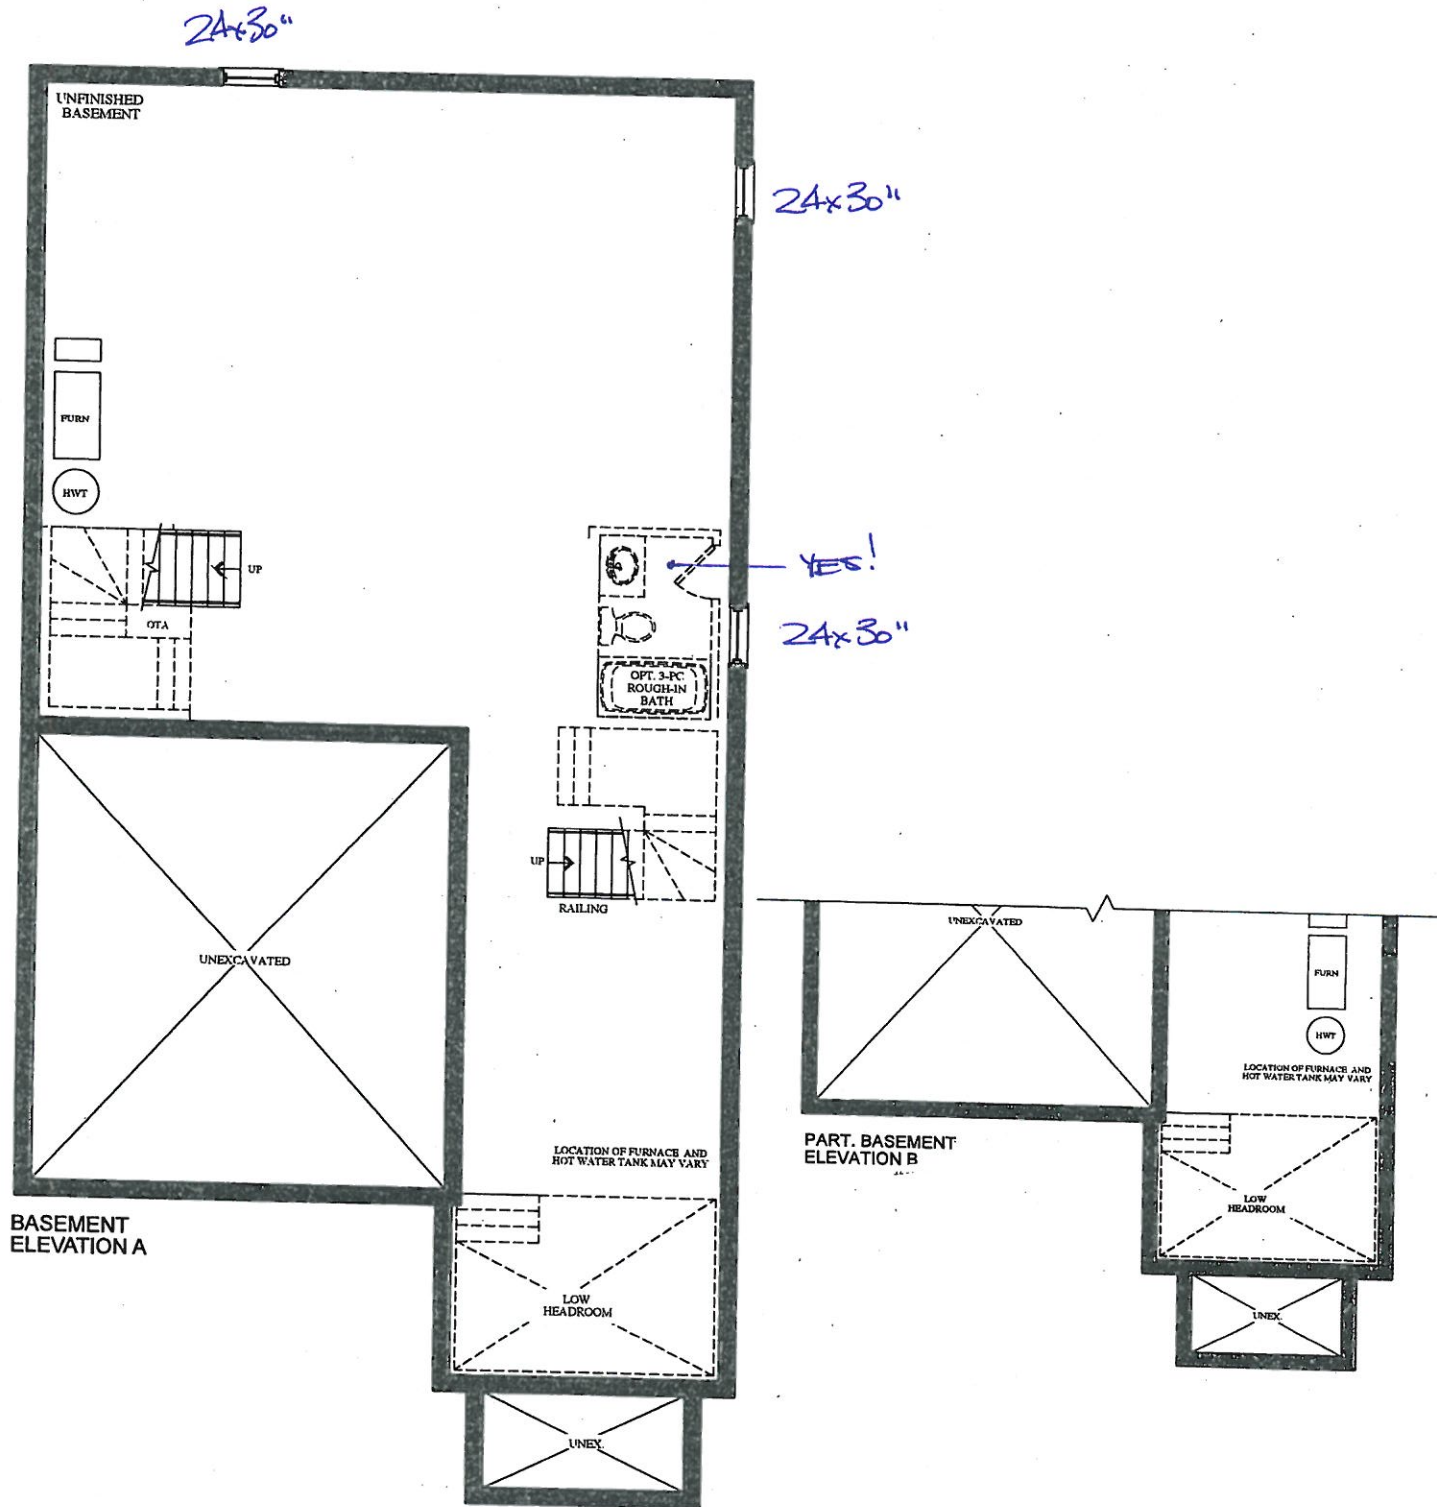 24x30"
UNFINISHED
BASEMENT
24x30"
FURN
HWT
UP
OTA
YES!
24x30"
OPT. 3-PC
ROUGH-IN
BATH
UP
RAILING
UNEXCAVATED
UNEXCAVATED
FURN
HWT
LOCATION OF FURNACE AND
HOT WATER TANK MAY VARY
LOCATION OF FURNACE AND
HOT WATER TANK MAY VARY
PART. BASEMENT
ELEVATION B
LOW
HEADROOM
BASEMENT
ELEVATION A
LOW
HEADROOM
UNEX.
UNEX.